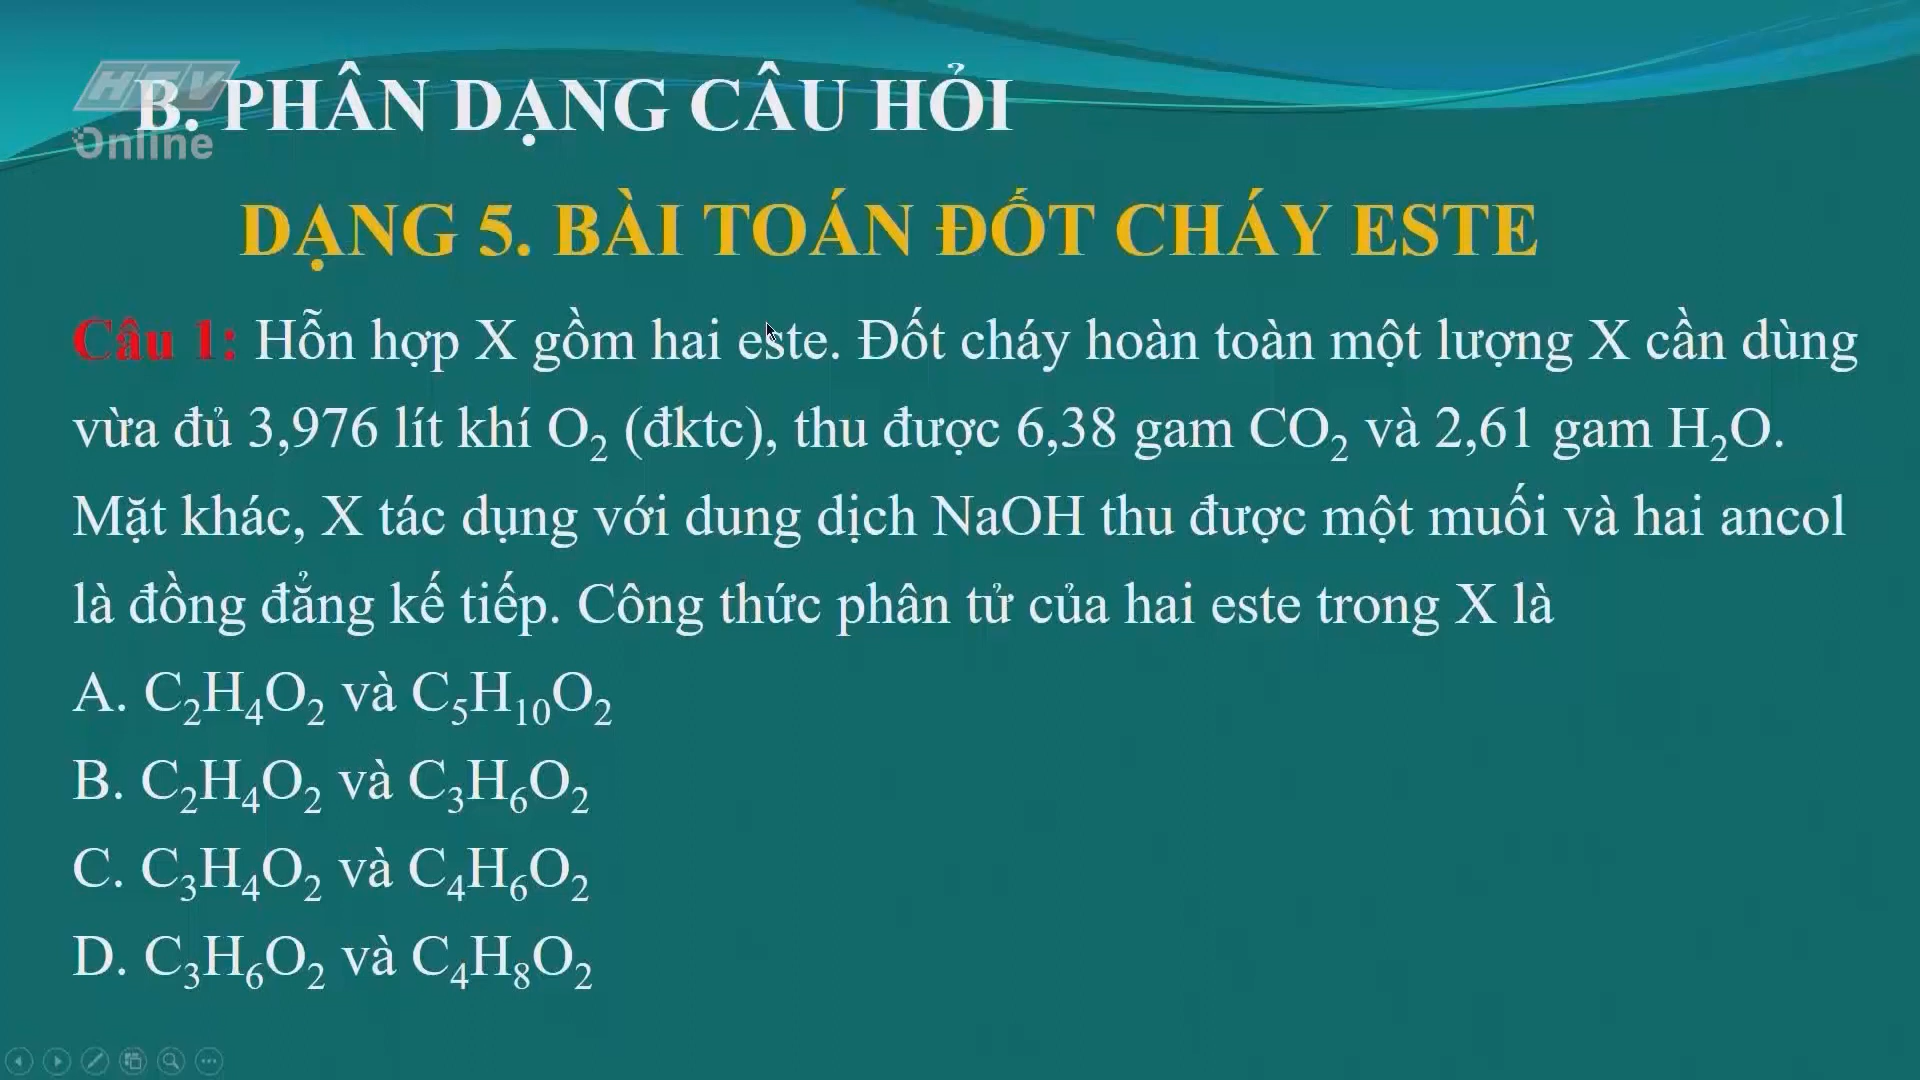 HTV
Online
B. PHÂN DẠNG CÂU HỎI
DẠNG 5. BÀI TOÁN ĐỐT CHÁY ESTE
Câu 1: Hỗn hợp X gồm hai este. Đốt cháy hoàn toàn một lượng X cần dùng
vừa đủ 3,976 lít khí O₂ (đktc), thu được 6,38 gam CO₂ và 2,61 gam H₂O.
Mặt khác, X tác dụng với dung dịch NaOH thu được một muối và hai ancol
là đồng đẳng kế tiếp. Công thức phân tử của hai este trong X là
A. C₂H₄O₂ và C₅H₁₀O₂
B. C₂H₄O₂ và C₃H₆O₂
C. C₃H₄O₂ và C₄H₆O₂
D. C₃H₆O₂ và C₄H₈O₂